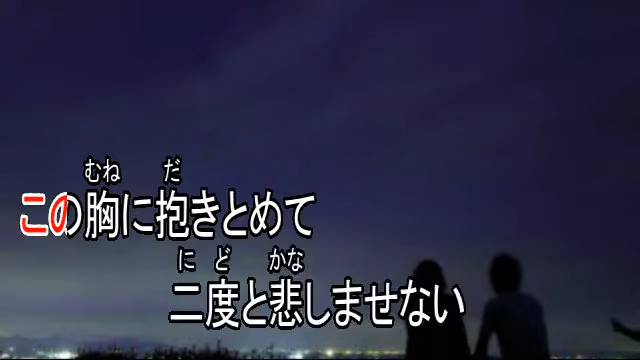 むね だ
この胸に抱きとめて
にど かな
二度と悲しませない